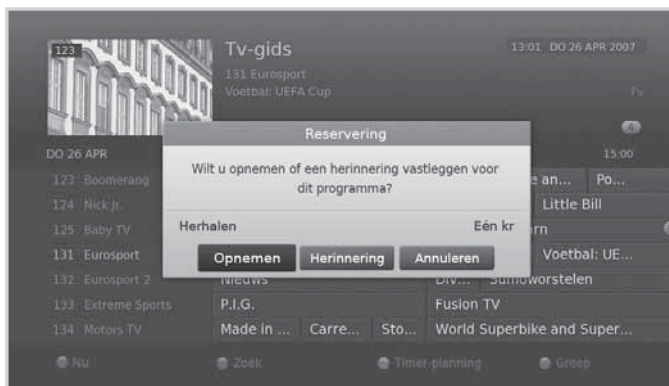 123
Tv-gids
13:01 DO 26 APR 2007
131 Eurosport
Voetbal: UEFA Cup
4
DO 26 APR
15:00
Reservering
Wilt u opnemen of een herinnering vastleggen voor
dit programma?
Herhalen
Eén kr
Opnemen
Herinnering
Annuleren
123 Boomerang
e an...
Po...
124 Nick Jr.
Little Bill
125 Baby TV
rn
131 Eurosport
Voetbal: UE...
132 Eurosport 2
Nieuws
Div...
Sumoworstelen
133 Extreme Sports
P.I.G.
Fusion TV
134 Motors TV
Made in ...
Carre...
Sto...
World Superbike and Super...
Nu
Zoek
Timer-planning
Groep